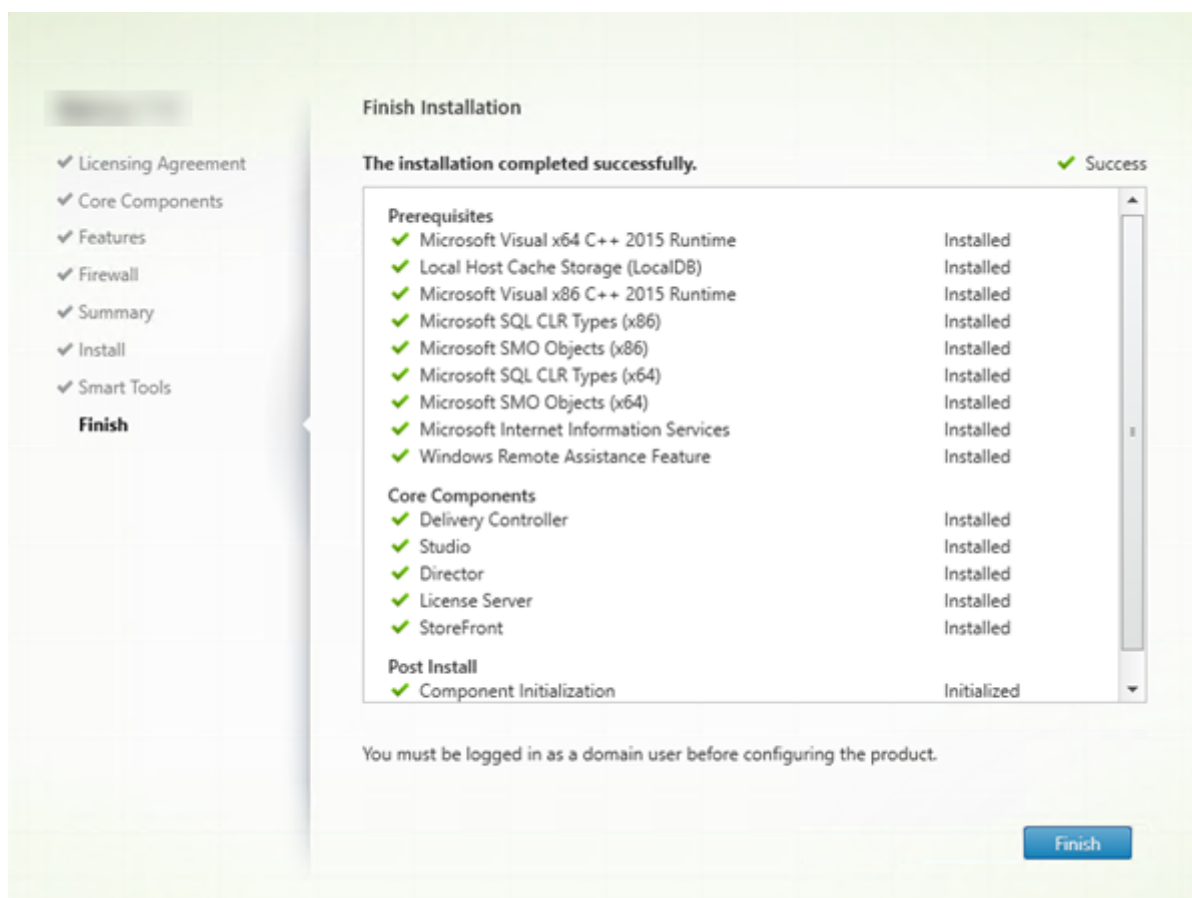 Finish Installation
Licensing Agreement
Core Components
Features
Firewall
Summary
Install
Smart Tools
Finish
The installation completed successfully. Success
Prerequisites
Microsoft Visual x64 C++ 2015 Runtime Installed
Local Host Cache Storage (LocalDB) Installed
Microsoft Visual x86 C++ 2015 Runtime Installed
Microsoft SQL CLR Types (x86) Installed
Microsoft SMO Objects (x86) Installed
Microsoft SQL CLR Types (x64) Installed
Microsoft SMO Objects (x64) Installed
Microsoft Internet Information Services Installed
Windows Remote Assistance Feature Installed
Core Components
Delivery Controller Installed
Studio Installed
Director Installed
License Server Installed
StoreFront Installed
Post Install
Component Initialization Initialized
You must be logged in as a domain user before configuring the product.
Finish